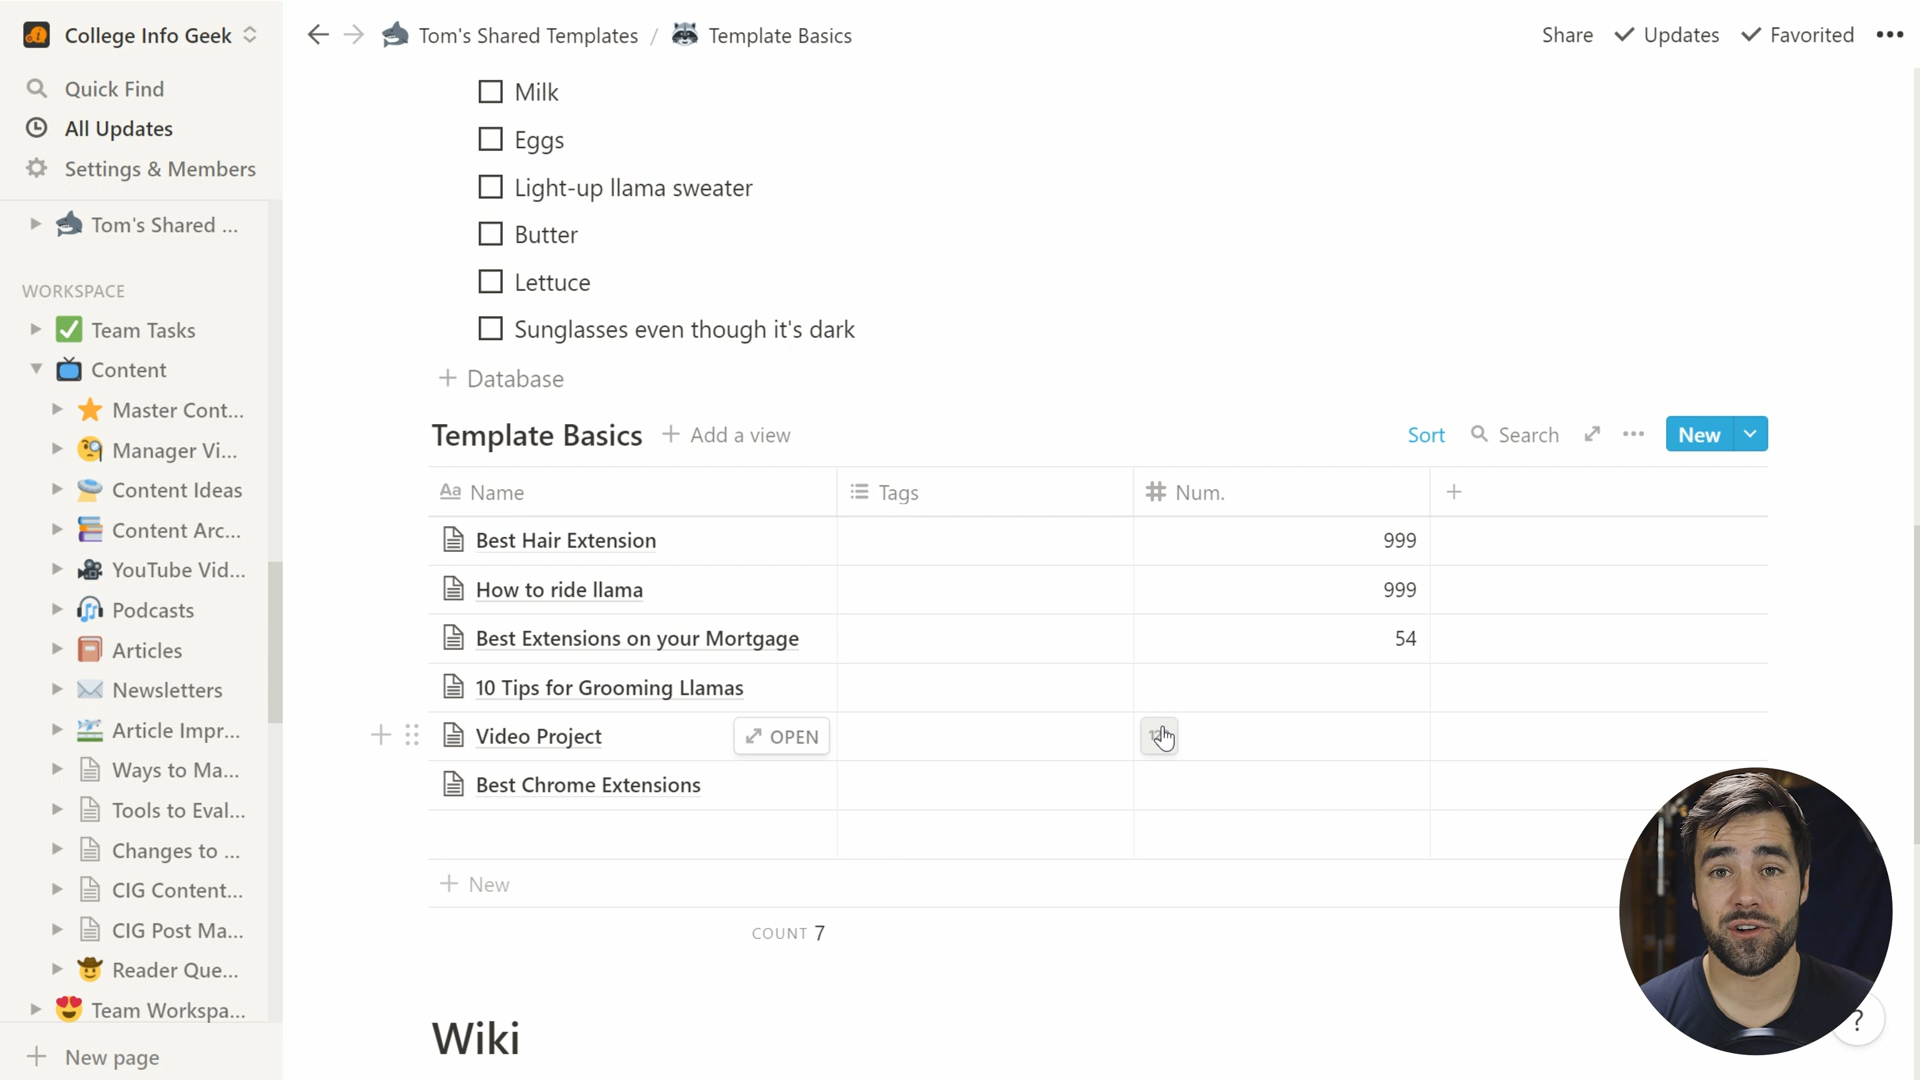 College Info Geek
Tom's Shared Templates / Template Basics
Share
Updates
Favorited
Quick Find
All Updates
Settings & Members
Tom's Shared ...
WORKSPACE
Team Tasks
Content
Master Cont...
Manager Vi...
Content Ideas
Content Arc...
YouTube Vid...
Podcasts
Articles
Newsletters
Article Impr...
Ways to Ma...
Tools to Eval...
Changes to ...
CIG Content...
CIG Post Ma...
Reader Que...
Team Workspa...
New page
Milk
Eggs
Light-up llama sweater
Butter
Lettuce
Sunglasses even though it's dark
+ Database
Template Basics + Add a view
Sort Search ... New
Aa Name Tags # Num. +
Best Hair Extension 999
How to ride llama 999
Best Extensions on your Mortgage 54
10 Tips for Grooming Llamas
Video Project OPEN
Best Chrome Extensions
+ New
COUNT 7
Wiki
?